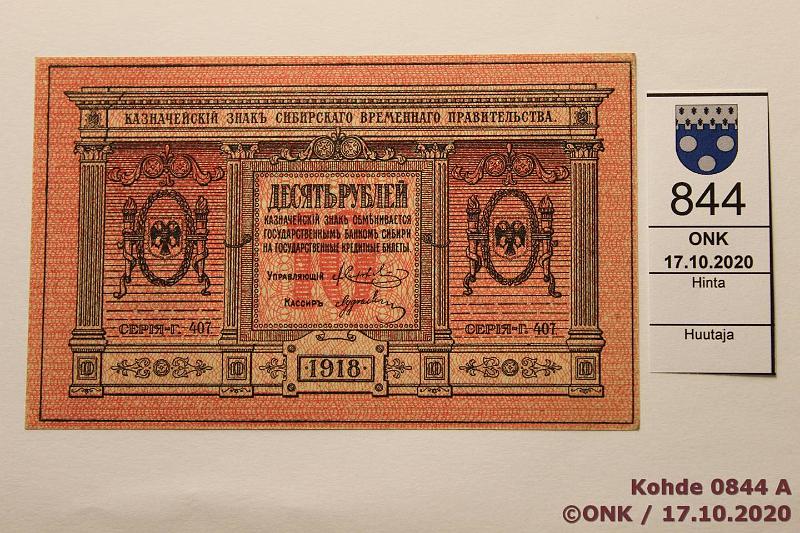 КАЗНАЧЕЙСКІЙ ЗНАКЪ СИБИРСКАГО ВРЕМЕННАГО ПРАВИТЕЛЬСТВА.
ДЕСЯТЬ РУБЛЕЙ
КАЗНАЧЕЙСКІЙ ЗНАКЪ ОБМѢНИВАЕТСЯ
ГОСУДАРСТВЕННЫМЪ БАНКОМЪ СИБИРИ
НА ГОСУДАРСТВЕННЫЕ КРЕДИТНЫЕ БИЛЕТЫ.
УПРАВЛЯЮЩІЙ
КАССИРЪ
СЕРІЯ-Г. 407.
СЕРІЯ-Г. 407.
10
·1918·
844
ONK
17.10.2020
Hinta
Huutaja
Kohde 0844 A
©ONK / 17.10.2020